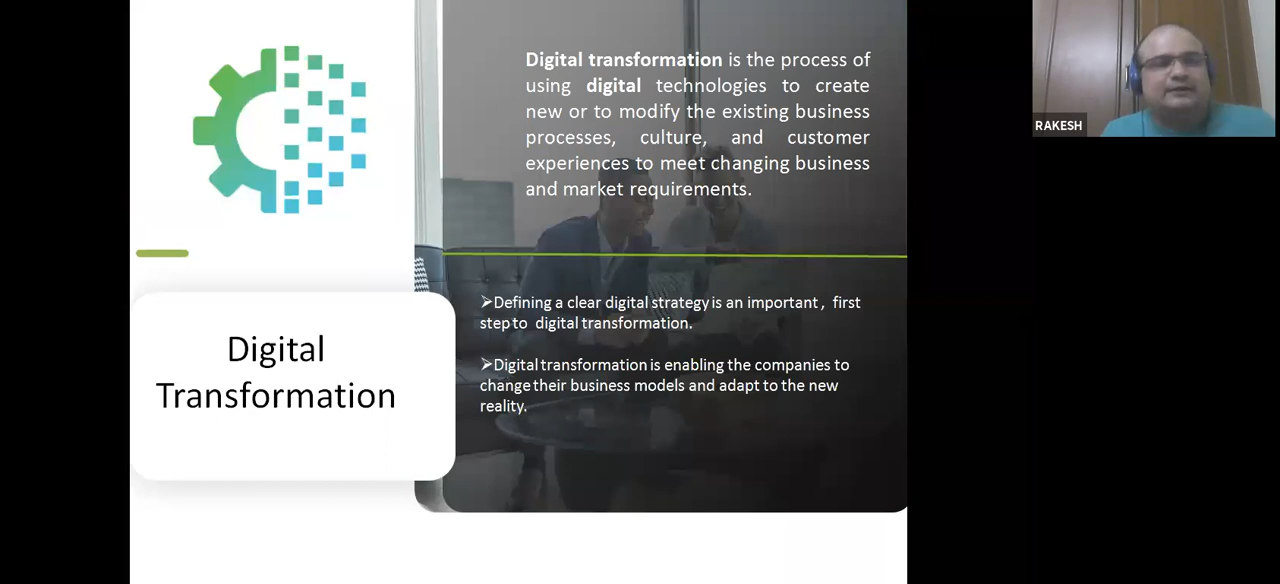 Digital transformation is the process of
using digital technologies to create
new or to modify the existing business
processes, culture, and customer
experiences to meet changing business
and market requirements.
➢Defining a clear digital strategy is an important , first
step to digital transformation.
➢Digital transformation is enabling the companies to
change their business models and adapt to the new
reality.
Digital
Transformation
RAKESH